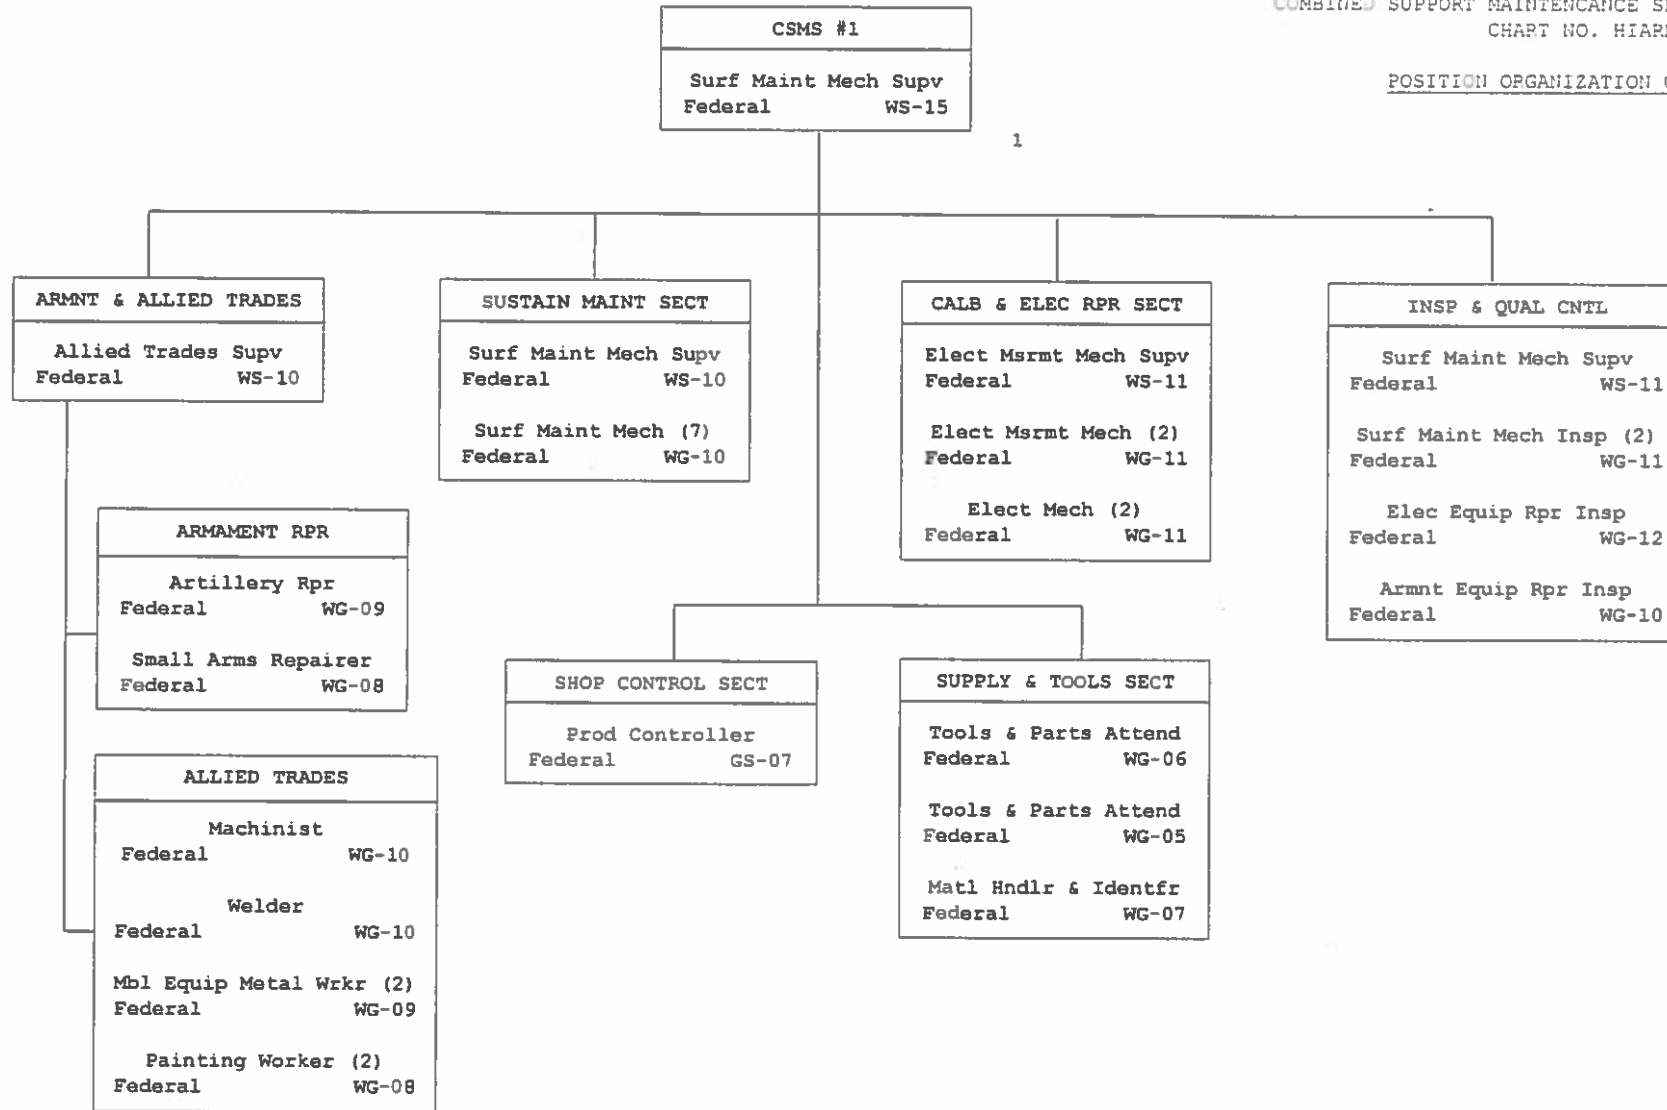 COMBINED SUPPORT MAINTENCANCE
CHART NO.
POSITION ORGANIZATION
CSMS #1
Surf Maint Mech Supv
Federal WS-15
1
ARMNT & ALLIED TRADES
Allied Trades Supv
Federal WS-10
SUSTAIN MAINT SECT
Surf Maint Mech Supv
Federal WS-10
Surf Maint Mech (7)
Federal WG-10
CALB & ELEC RPR SECT
Elect Msrmt Mech Supv
Federal WS-11
Elect Msrmt Mech (2)
Federal WG-11
Elect Mech (2)
Federal WG-11
INSP & QUAL CNTL
Surf Maint Mech Supv
Federal WS-11
Surf Maint Mech Insp (2)
Federal WG-11
Elec Equip Rpr Insp
Federal WG-12
Armnt Equip Rpr Insp
Federal WG-10
ARMAMENT RPR
Artillery Rpr
Federal WG-09
Small Arms Repairer
Federal WG-08
SHOP CONTROL SECT
Prod Controller
Federal GS-07
SUPPLY & TOOLS SECT
Tools & Parts Attend
Federal WG-06
Tools & Parts Attend
Federal WG-05
Matl Hndlr & Identfr
Federal WG-07
ALLIED TRADES
Machinist
Federal WG-10
Welder
Federal WG-10
Mbl Equip Metal Wrkr (2)
Federal WG-09
Painting Worker (2)
Federal WG-08